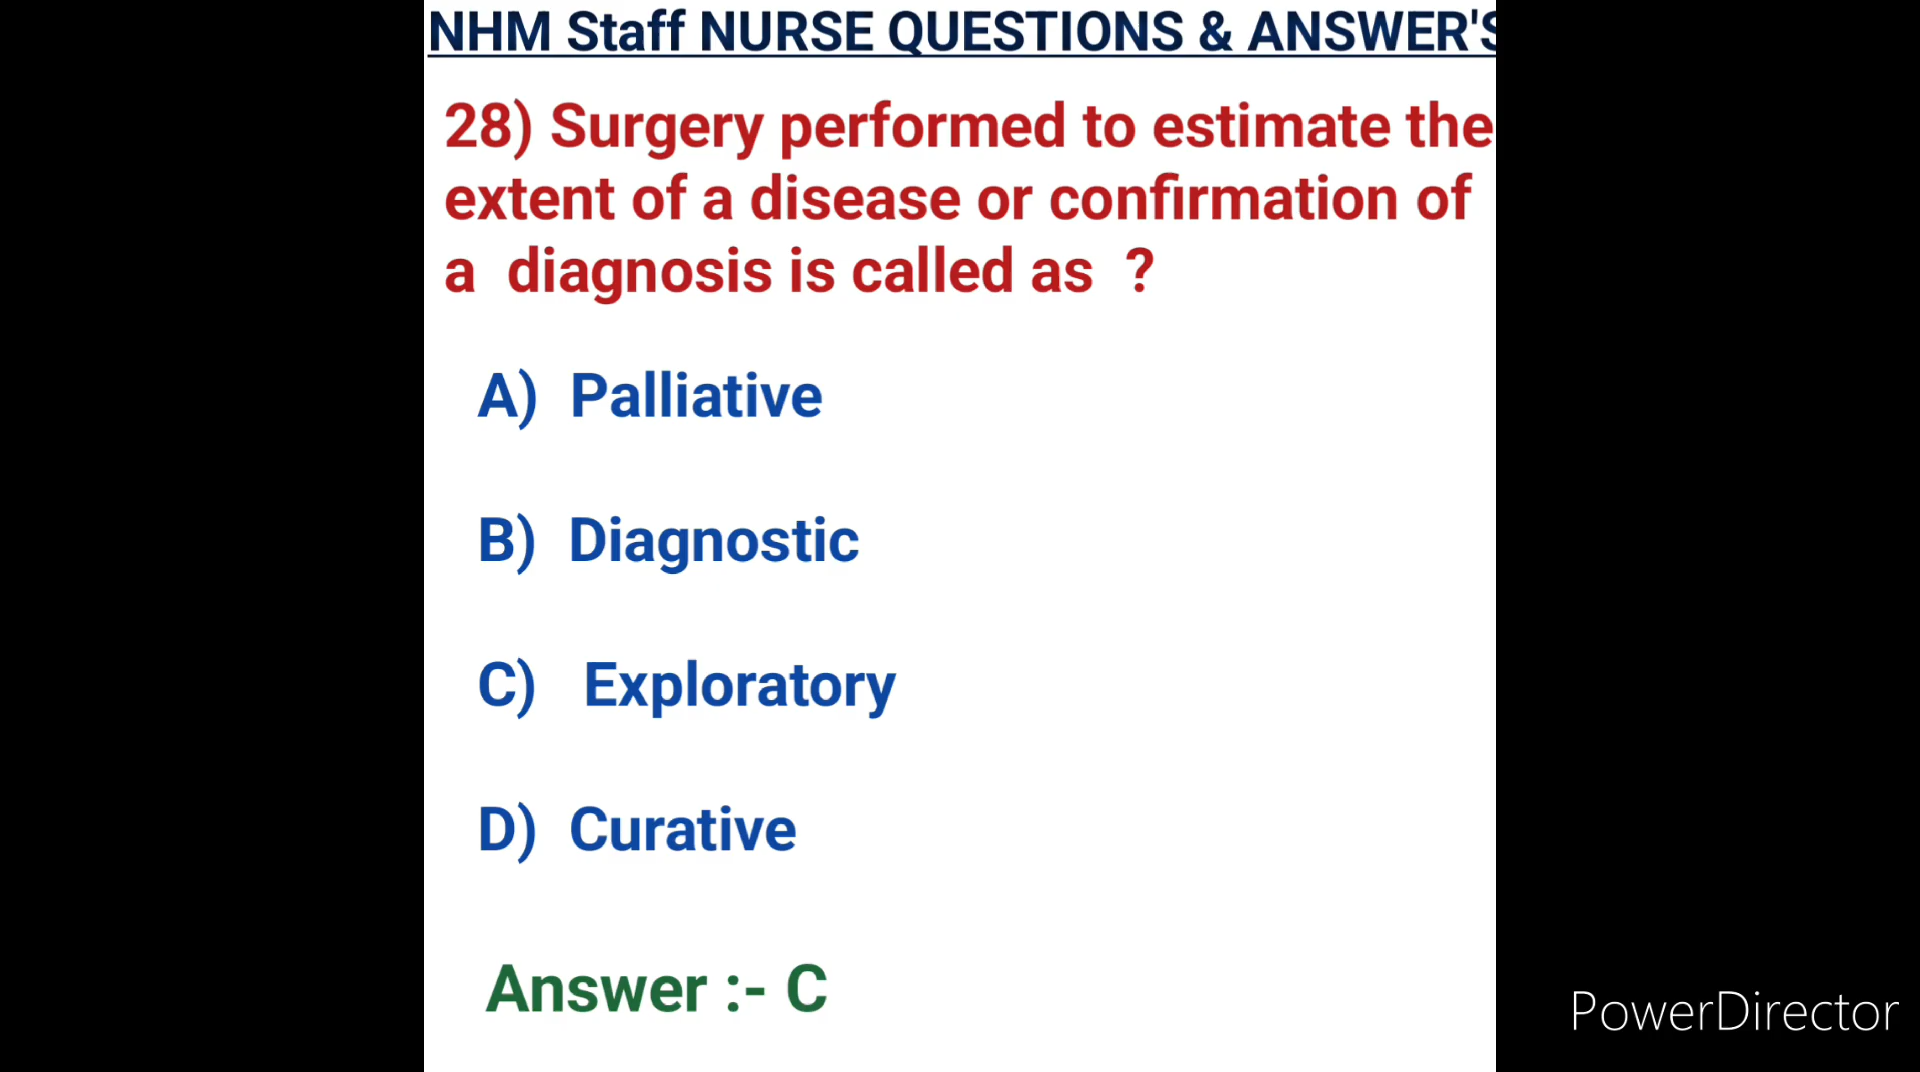 NHM Staff NURSE QUESTIONS & ANSWER'S
28) Surgery performed to estimate the
extent of a disease or confirmation of
a diagnosis is called as ?
A) Palliative
B) Diagnostic
C) Exploratory
D) Curative
Answer :- C
PowerDirector